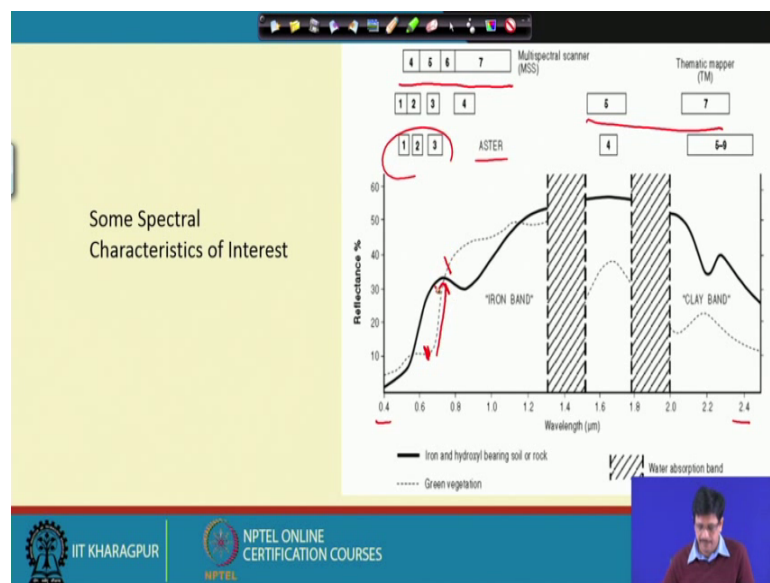 4 5 6 7 Multispectral scanner
(MSS)
Thematic mapper
(TM)
1 2 3 4 5 7
1 2 3 ASTER 4 5-9
Some Spectral
Characteristics of Interest
Reflectance %
60
50
40
30
20
10
"IRON BAND"
"CLAY BAND"
0.4 0.6 0.8 1.0 1.2 1.4 1.6 1.8 2.0 2.2 2.4
Wavelength (µm)
Iron and hydroxyl bearing soil or rock
Green vegetation
Water absorption band
IIT KHARAGPUR
NPTEL
NPTEL ONLINE
CERTIFICATION COURSES